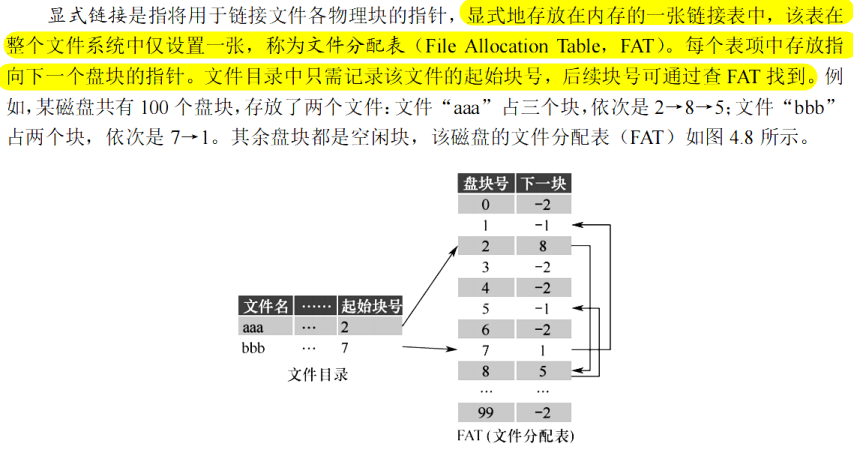 显式链接是指将用于链接文件各物理块的指针，显式地存放在内存的一张链接表中，该表在
整个文件系统中仅设置一张，称为文件分配表（File Allocation Table，FAT）。每个表项中存放指
向下一个盘块的指针。文件目录中只需记录该文件的起始块号，后续块号可通过查 FAT 找到。例
如，某磁盘共有 100 个盘块，存放了两个文件：文件“aaa”占三个块，依次是 2→8→5；文件“bbb”
占两个块，依次是 7→1。其余盘块都是空闲块，该磁盘的文件分配表（FAT）如图 4.8 所示。
文件名 …… 起始块号
aaa … 2
bbb … 7
文件目录
盘块号 下一块
0 -2
1 -1
2 8
3 -2
4 -2
5 -1
6 -2
7 1
8 5
… …
99 -2
FAT (文件分配表)